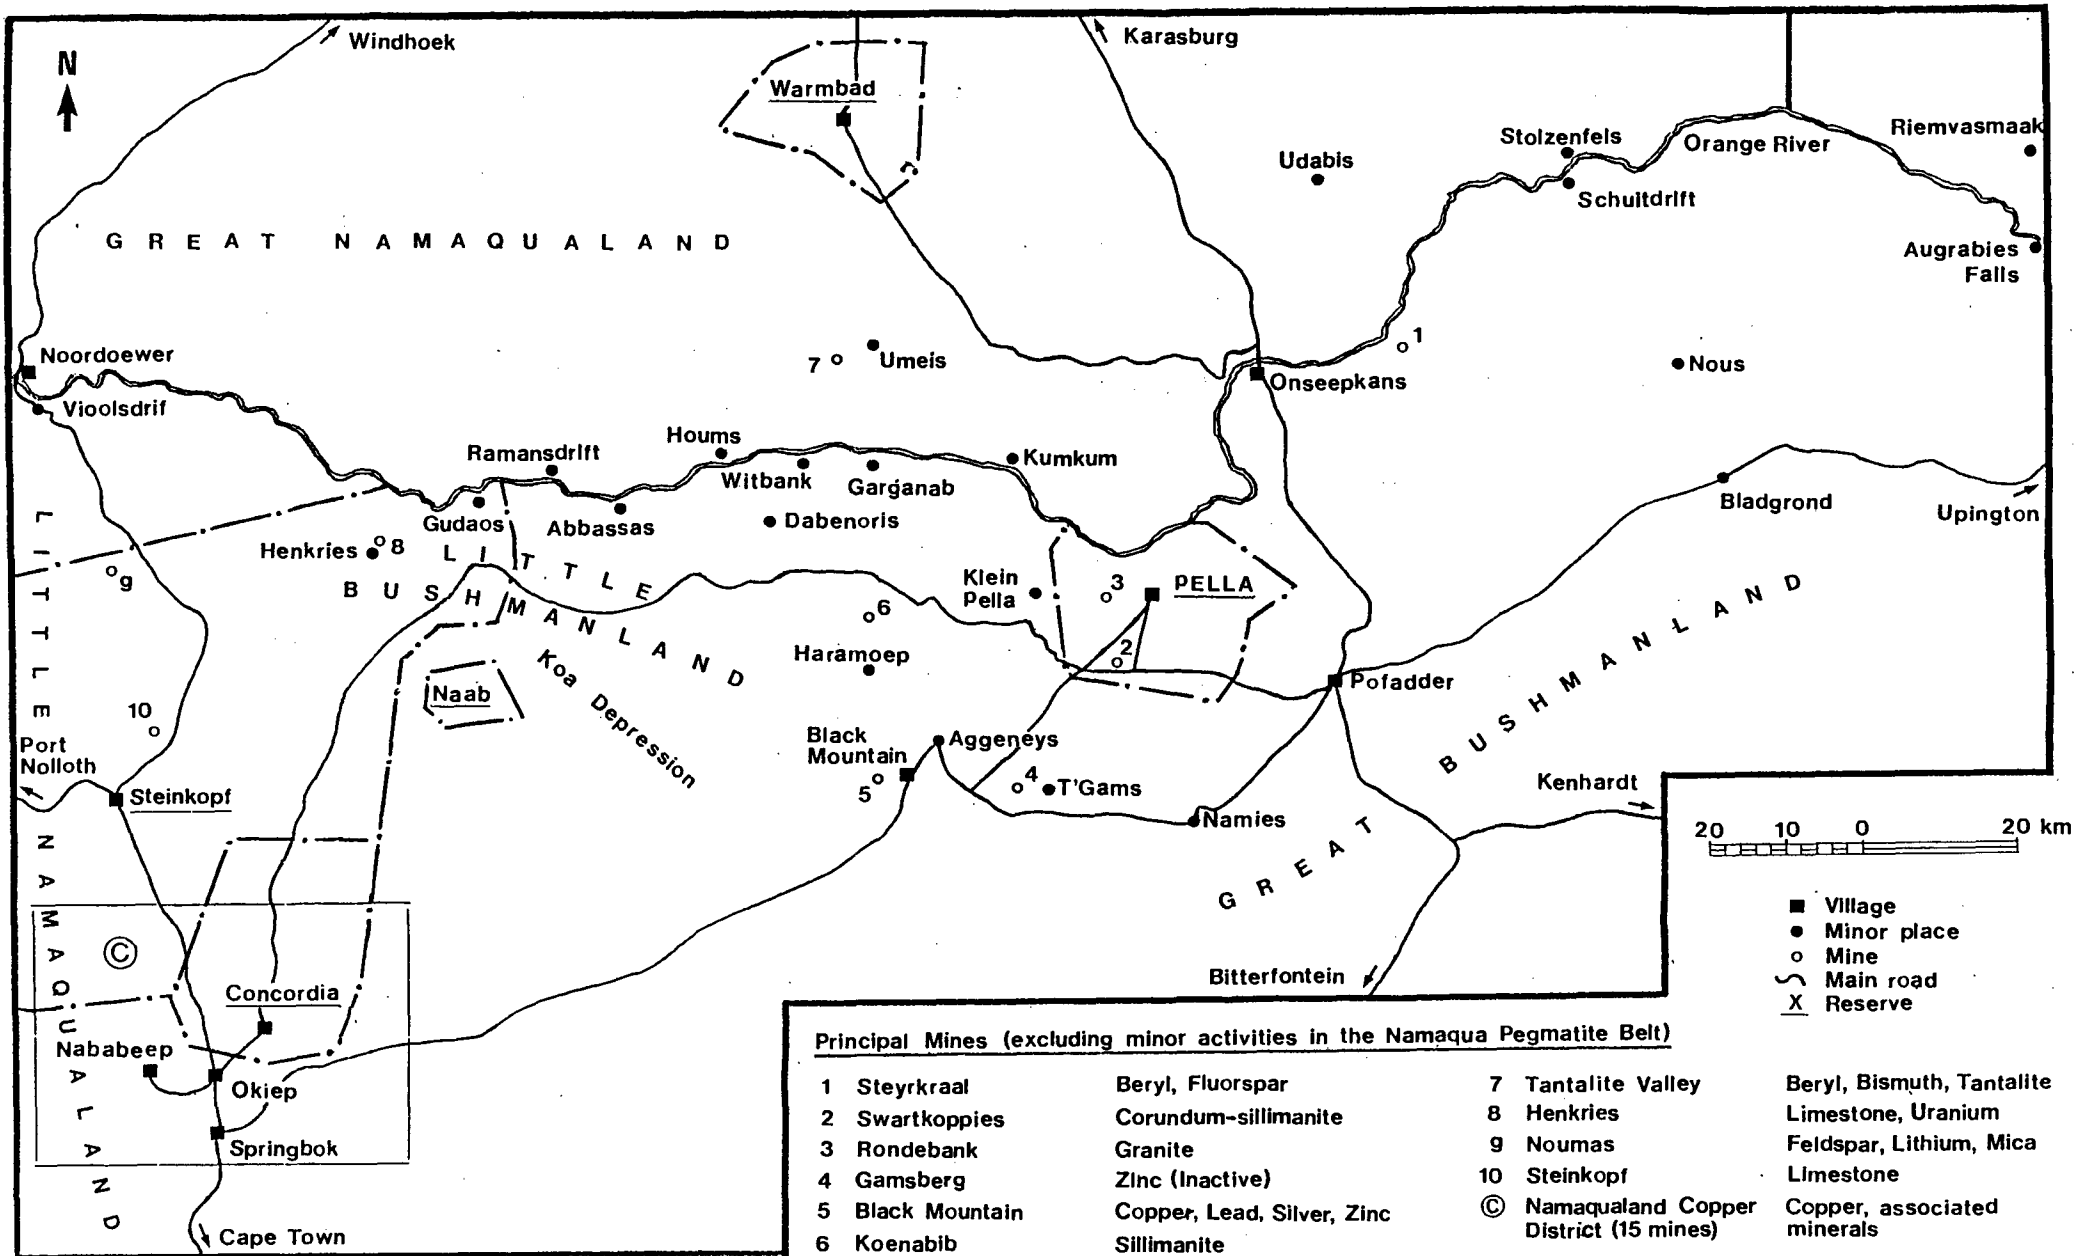 Windhoek
Karasburg
N
Warmbad
Stolzenfels
Orange River
Riemvasmaak
Udabis
Schuitdrift
GREAT NAMAQUALAND
Augrabies
Falls
Noordoewer
7
Umeis
1
Onseepkans
Nous
Vioolsdrif
Ramansdrift
Houms
Witbank
Garganab
Kumkum
Gudaos
Abbassas
Dabenoris
Bladgrond
Upington
Henkries
8
LITTLE
BUSHMANLAND
9
Klein
Pella
3
PELLA
6
2
Haramoep
Koa Depression
Naab
Pofadder
GREAT BUSHMANLAND
10
Port
Nolloth
Steinkopf
Black
Mountain
5
Aggeneys
4
T'Gams
Namies
Kenhardt
LITTLE NAMAQUALAND
20 10 0 20 km
Village
Minor place
Mine
Main road
X Reserve
©
Concordia
Nababeep
Okiep
Springbok
Cape Town
Bitterfontein
Principal Mines (excluding minor activities in the Namaqua Pegmatite Belt)
1 Steyrkraal Beryl, Fluorspar
2 Swartkoppies Corundum-sillimanite
3 Rondebank Granite
4 Gamsberg Zinc (Inactive)
5 Black Mountain Copper, Lead, Silver, Zinc
6 Koenabib Sillimanite
7 Tantalite Valley Beryl, Bismuth, Tantalite
8 Henkries Limestone, Uranium
9 Noumas Feldspar, Lithium, Mica
10 Steinkopf Limestone
© Namaqualand Copper Copper, associated
District (15 mines) minerals